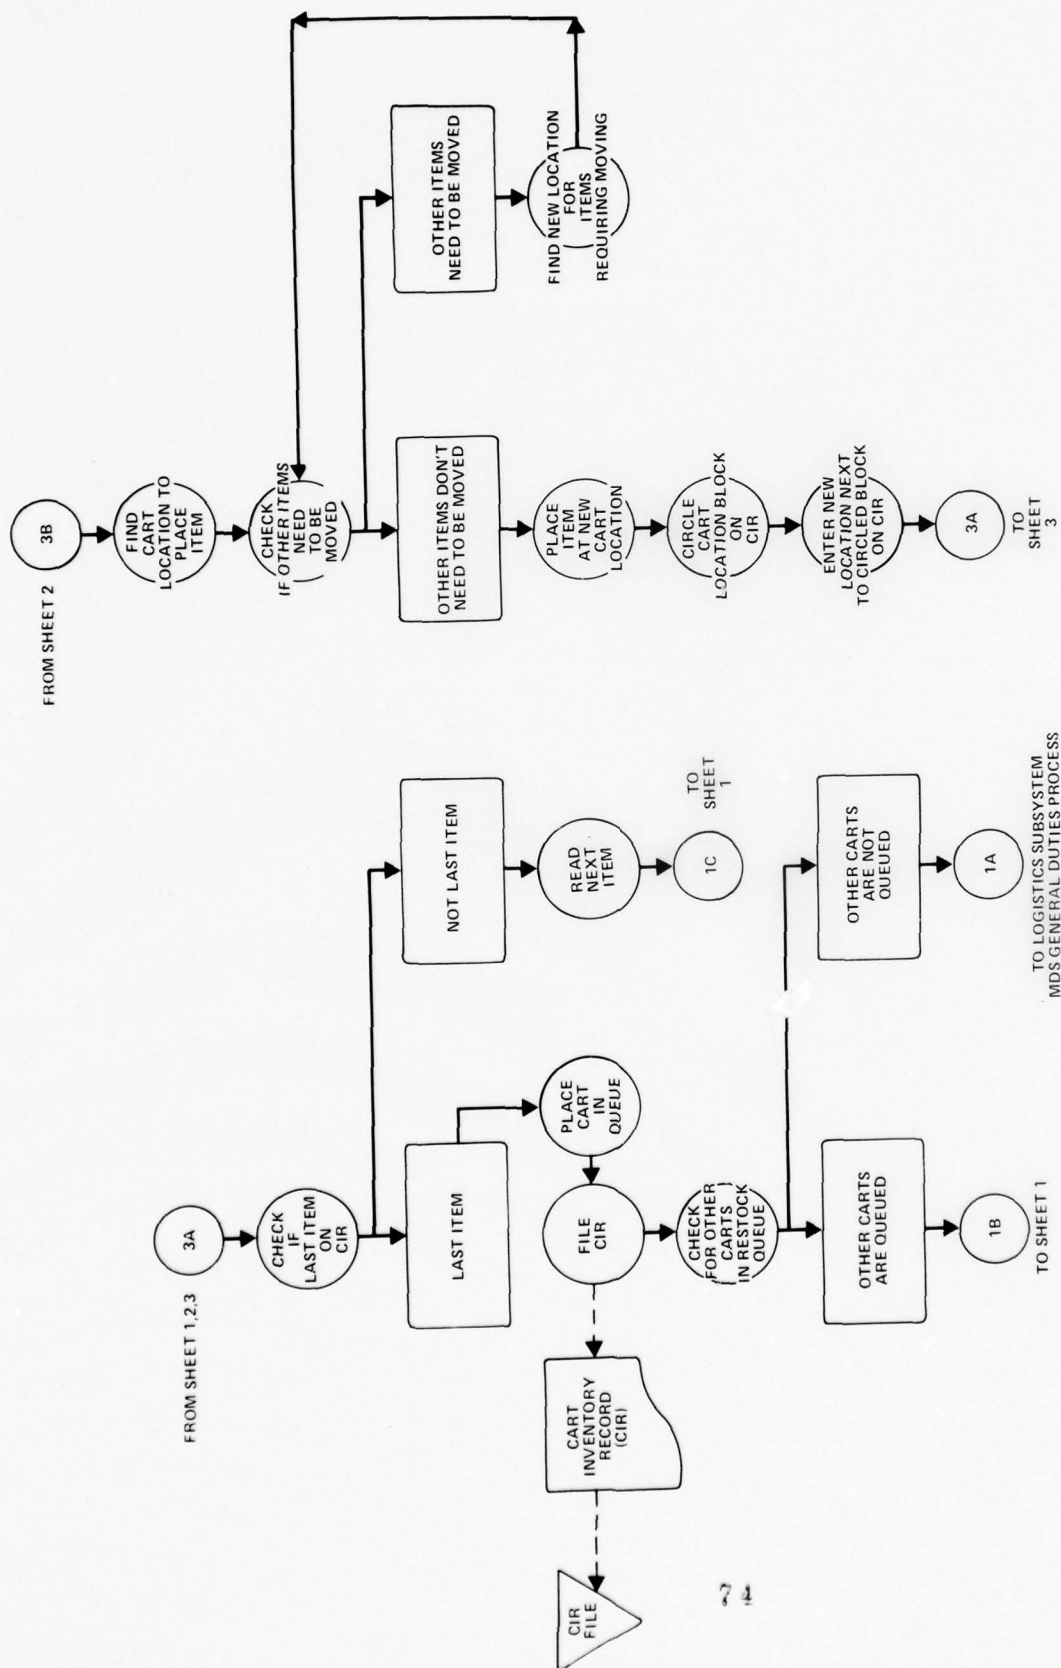 FROM SHEET 1,2,3
3A
CHECK
IF
LAST ITEM
ON
CIR
LAST ITEM
NOT LAST ITEM
PLACE
CART
IN
QUEUE
READ
NEXT
ITEM
1C
TO
SHEET
1
FILE
CIR
CART
INVENTORY
RECORD
(CIR)
CIR
FILE
CHECK
FOR OTHER
CARTS
IN RESTOCK
QUEUE
OTHER CARTS
ARE QUEUED
OTHER CARTS
ARE NOT
QUEUED
1B
TO SHEET 1
1A
TO LOGISTICS SUBSYSTEM
MDS GENERAL DUTIES PROCESS
FROM SHEET 2
3B
FIND
CART
LOCATION TO
PLACE
ITEM
CHECK
IF OTHER ITEMS
NEED
TO BE
MOVED
OTHER ITEMS DON'T
NEED TO BE MOVED
OTHER ITEMS
NEED TO BE MOVED
FIND NEW LOCATION
FOR
ITEMS
REQUIRING MOVING
PLACE
ITEM
AT NEW
CART
LOCATION
CIRCLE
CART
LOCATION BLOCK
ON
CIR
ENTER NEW
LOCATION NEXT
TO CIRCLED BLOCK
ON CIR
3A
TO
SHEET
3
74